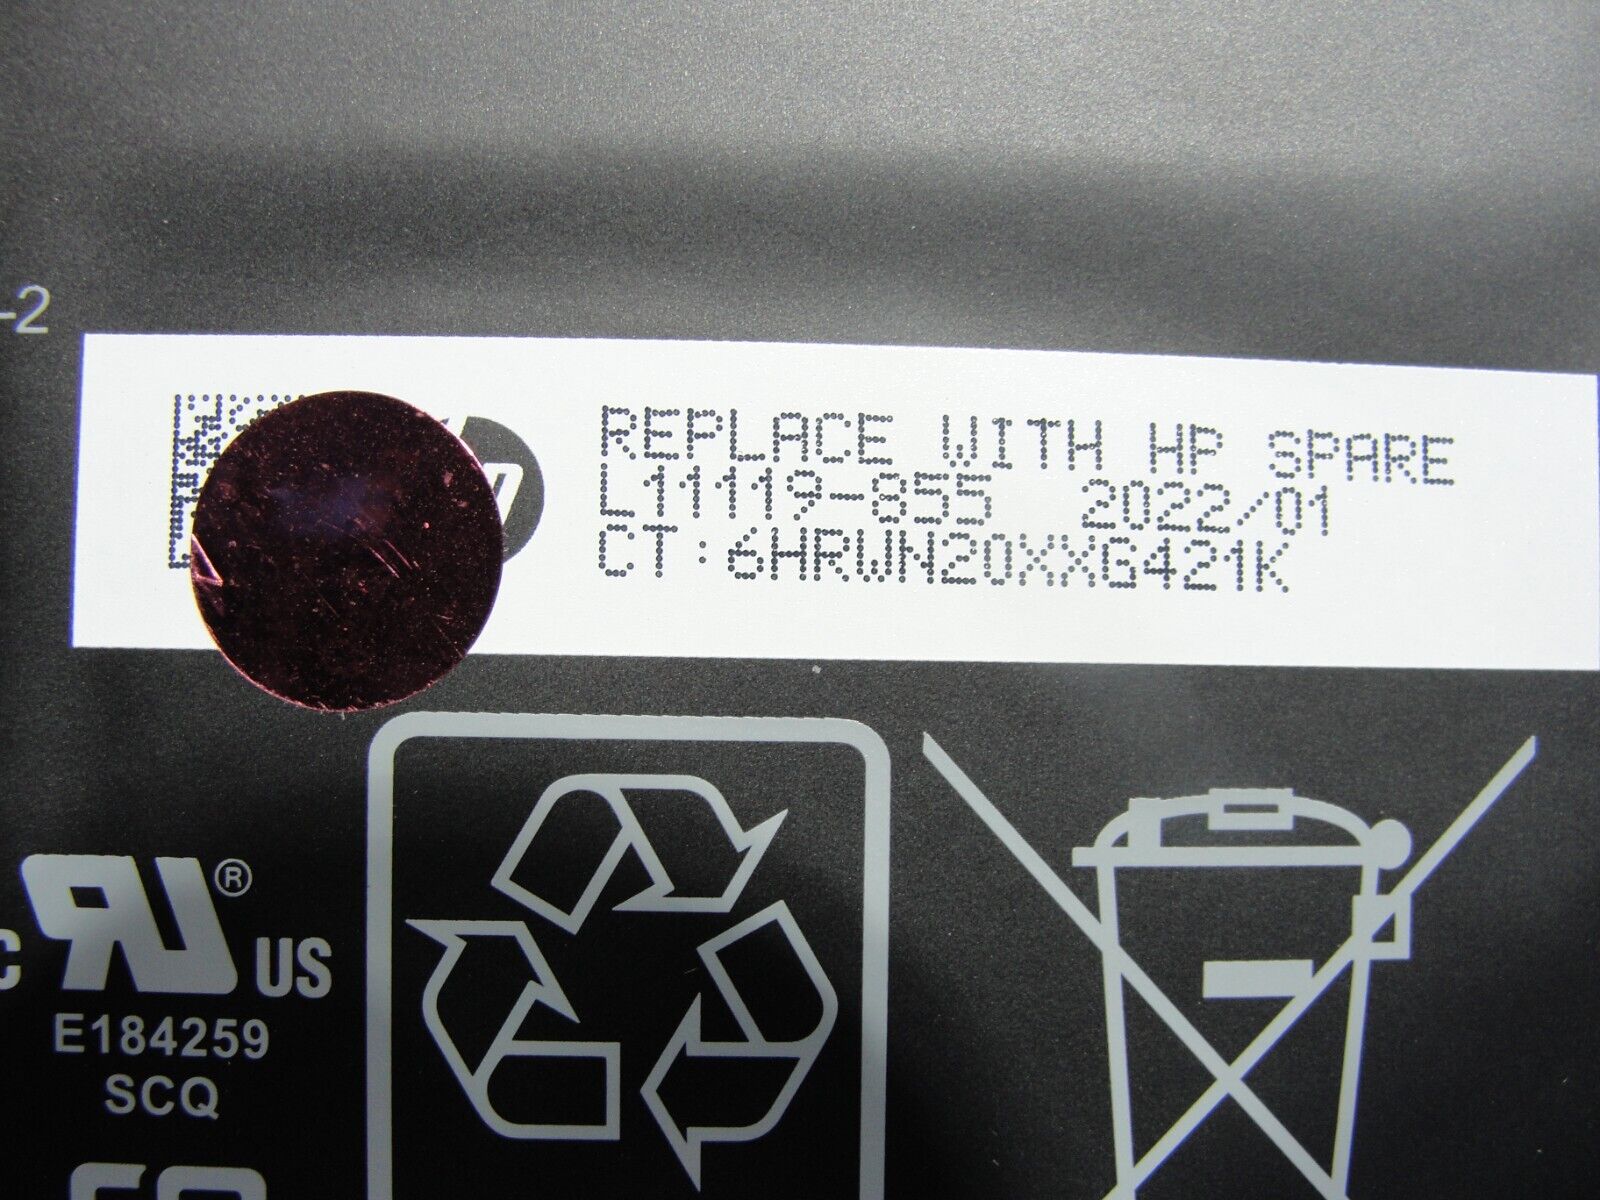 -2
REPLACE WITH HP SPARE
L11119-855 2022/01
CT:6HRWN20XXG421K
®
C
US
E184259
SCQ